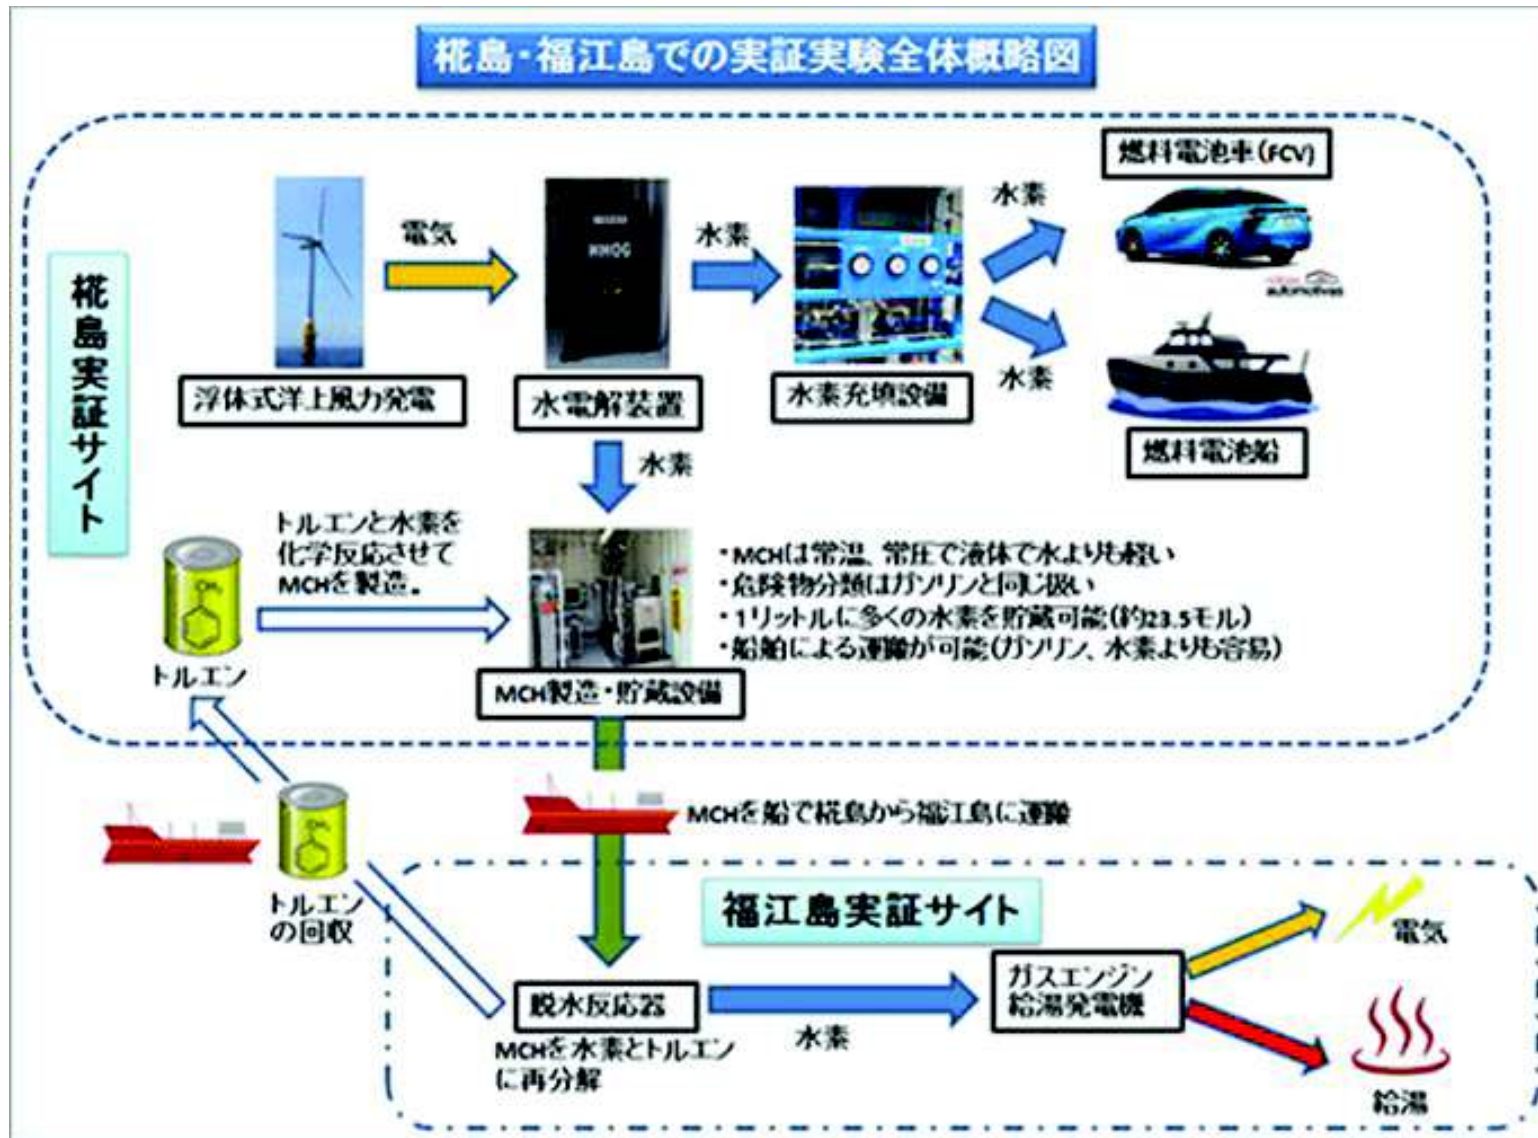 椛島・福江島での実証実験全体概略図
椛島実証サイト
浮体式洋上風力発電
電気
HHOG
水電解装置
水素
水素充填設備
水素
水素
燃料電池車(FCV)
automotivas
燃料電池船
水素
トルエンと水素を
化学反応させて
MCHを製造。
CH3
トルエン
MCH製造・貯蔵設備
・MCHは常温、常圧で液体で水よりも軽い
・危険物分類はガソリンと同じ扱い
・1リットルに多くの水素を貯蔵可能(約23.5モル)
・船舶による運搬が可能(ガソリン、水素よりも容易)
MCHを船で椛島から福江島に運搬
CH3
トルエン
の回収
福江島実証サイト
脱水反応器
MCHを水素とトルエン
に再分解
水素
ガスエンジン
給湯発電機
電気
給湯